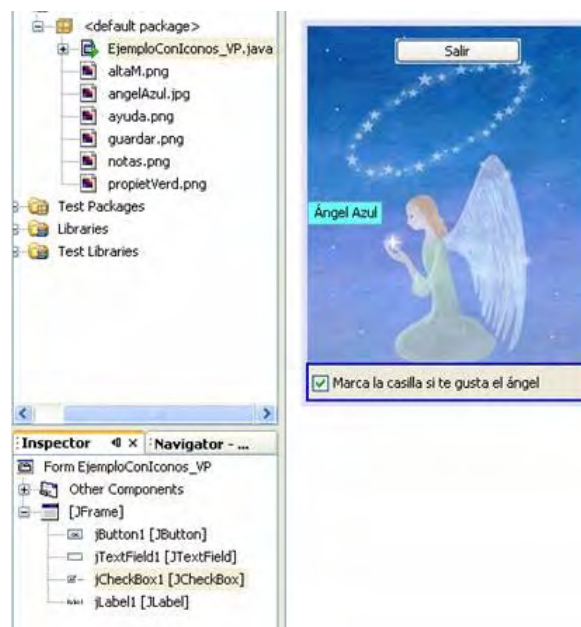 <default package>
EjemploConIconos_VP.java
altaM.png
angelAzul.jpg
ayuda.png
guardar.png
notas.png
propietVerd.png
Test Packages
Libraries
Test Libraries
Inspector
Navigator - ...
Form EjemploConIconos_VP
Other Components
[JFrame]
jButton1 [JButton]
jTextField1 [JTextField]
jCheckBox1 [JCheckBox]
jLabel1 [JLabel]
Salir
Ángel Azul
Marca la casilla si te gusta el ángel